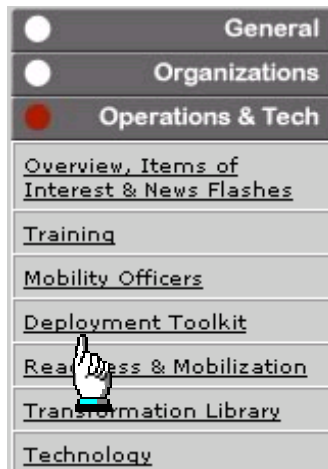 General
Organizations
Operations & Tech
Overview, Items of
Interest & News Flashes
Training
Mobility Officers
Deployment Toolkit
Readiness & Mobilization
Transformation Library
Technology